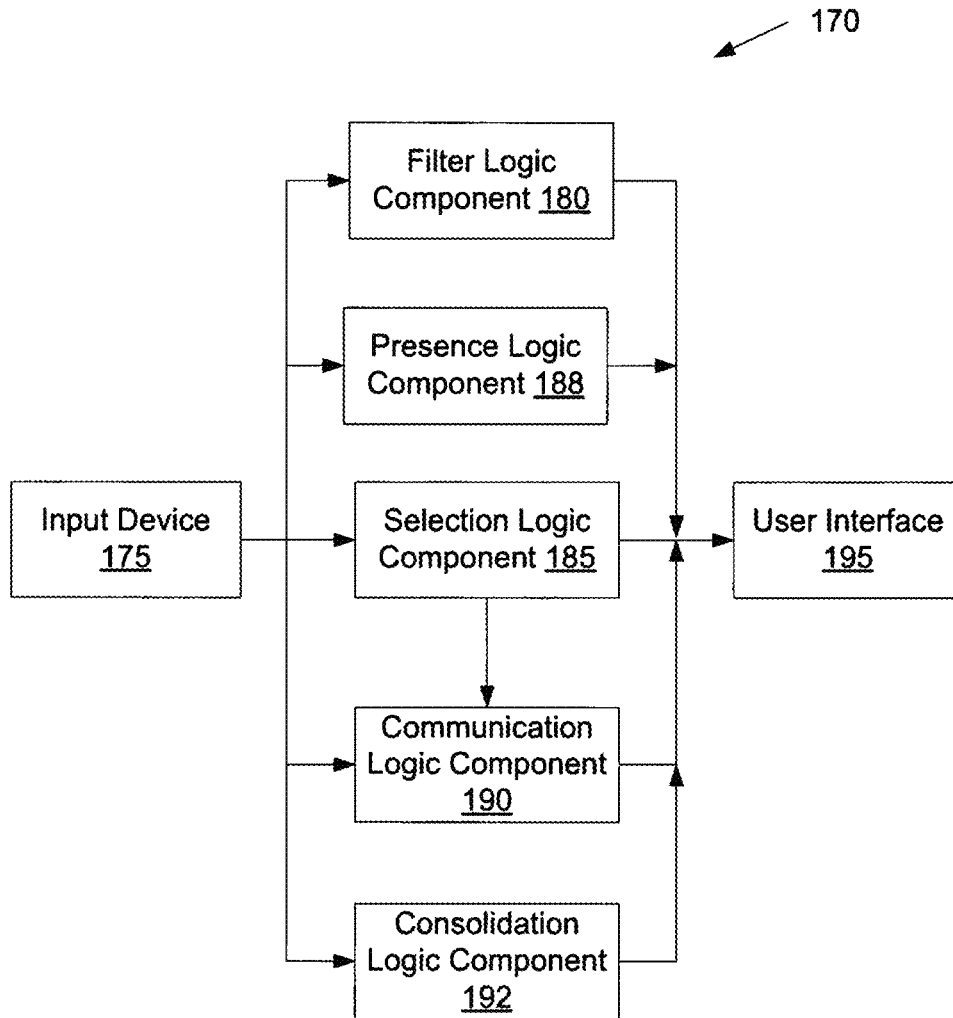 170
Filter Logic
Component 180
Presence Logic
Component 188
Input Device
175
Selection Logic
Component 185
User Interface
195
Communication
Logic Component
190
Consolidation
Logic Component
192